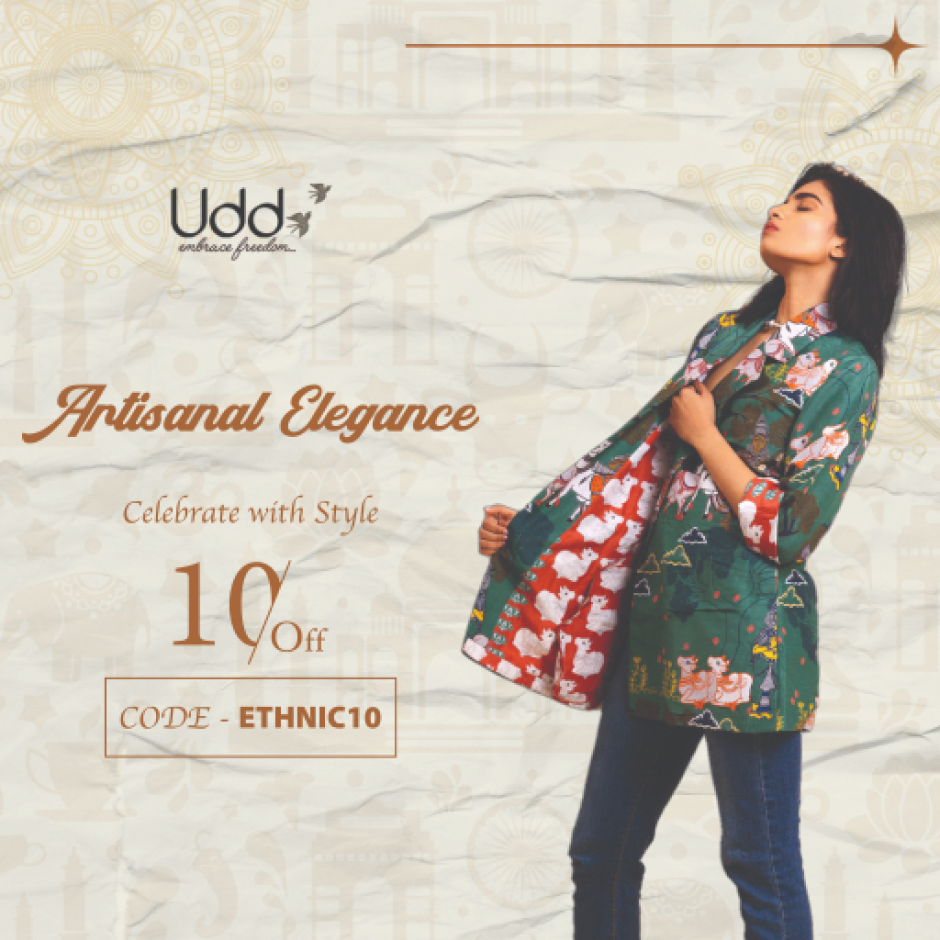 Udd
embrace freedom...
Artisanal Elegance
Celebrate with Style
10/Off
CODE - ETHNIC10